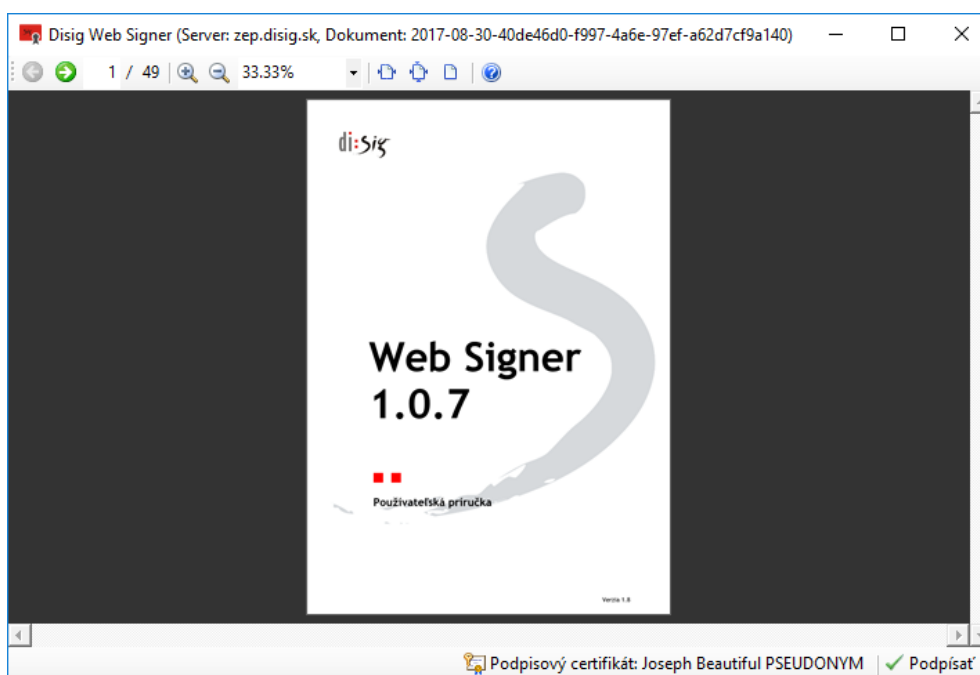 Disig Web Signer (Server: zep.disig.sk, Dokument: 2017-08-30-40de46d0-f997-4a6e-97ef-a62d7cf9a140)
1 / 49 33.33%
di:sig
Web Signer
1.0.7
Používateľská príručka
Verzia 1.8
Podpisový certifikát: Joseph Beautiful PSEUDONYM Podpísať